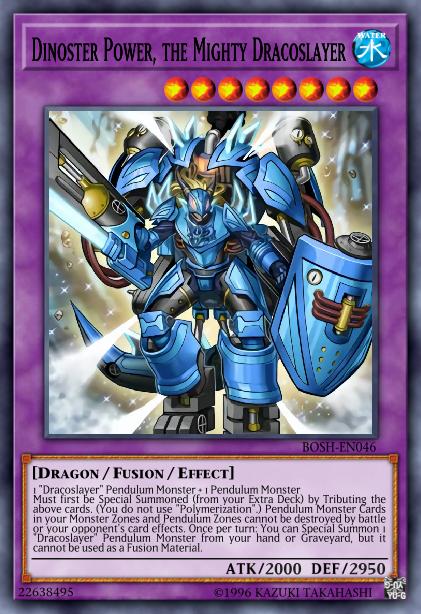 DINOSTER POWER, THE MIGHTY DRACOSLAYER
WATER
水
BOSH-EN046
[DRAGON / FUSION / EFFECT]
1 "Dracoslayer" Pendulum Monster + 1 Pendulum Monster
Must first be Special Summoned (from your Extra Deck) by Tributing the
above cards. (You do not use "Polymerization".) Pendulum Monster Cards
in your Monster Zones and Pendulum Zones cannot be destroyed by battle
or your opponent's card effects. Once per turn: You can Special Summon 1
"Dracoslayer" Pendulum Monster from your hand or Graveyard, but it
cannot be used as a Fusion Material.
ATK/2000 DEF/2950
22638495
©1996 KAZUKI TAKAHASHI